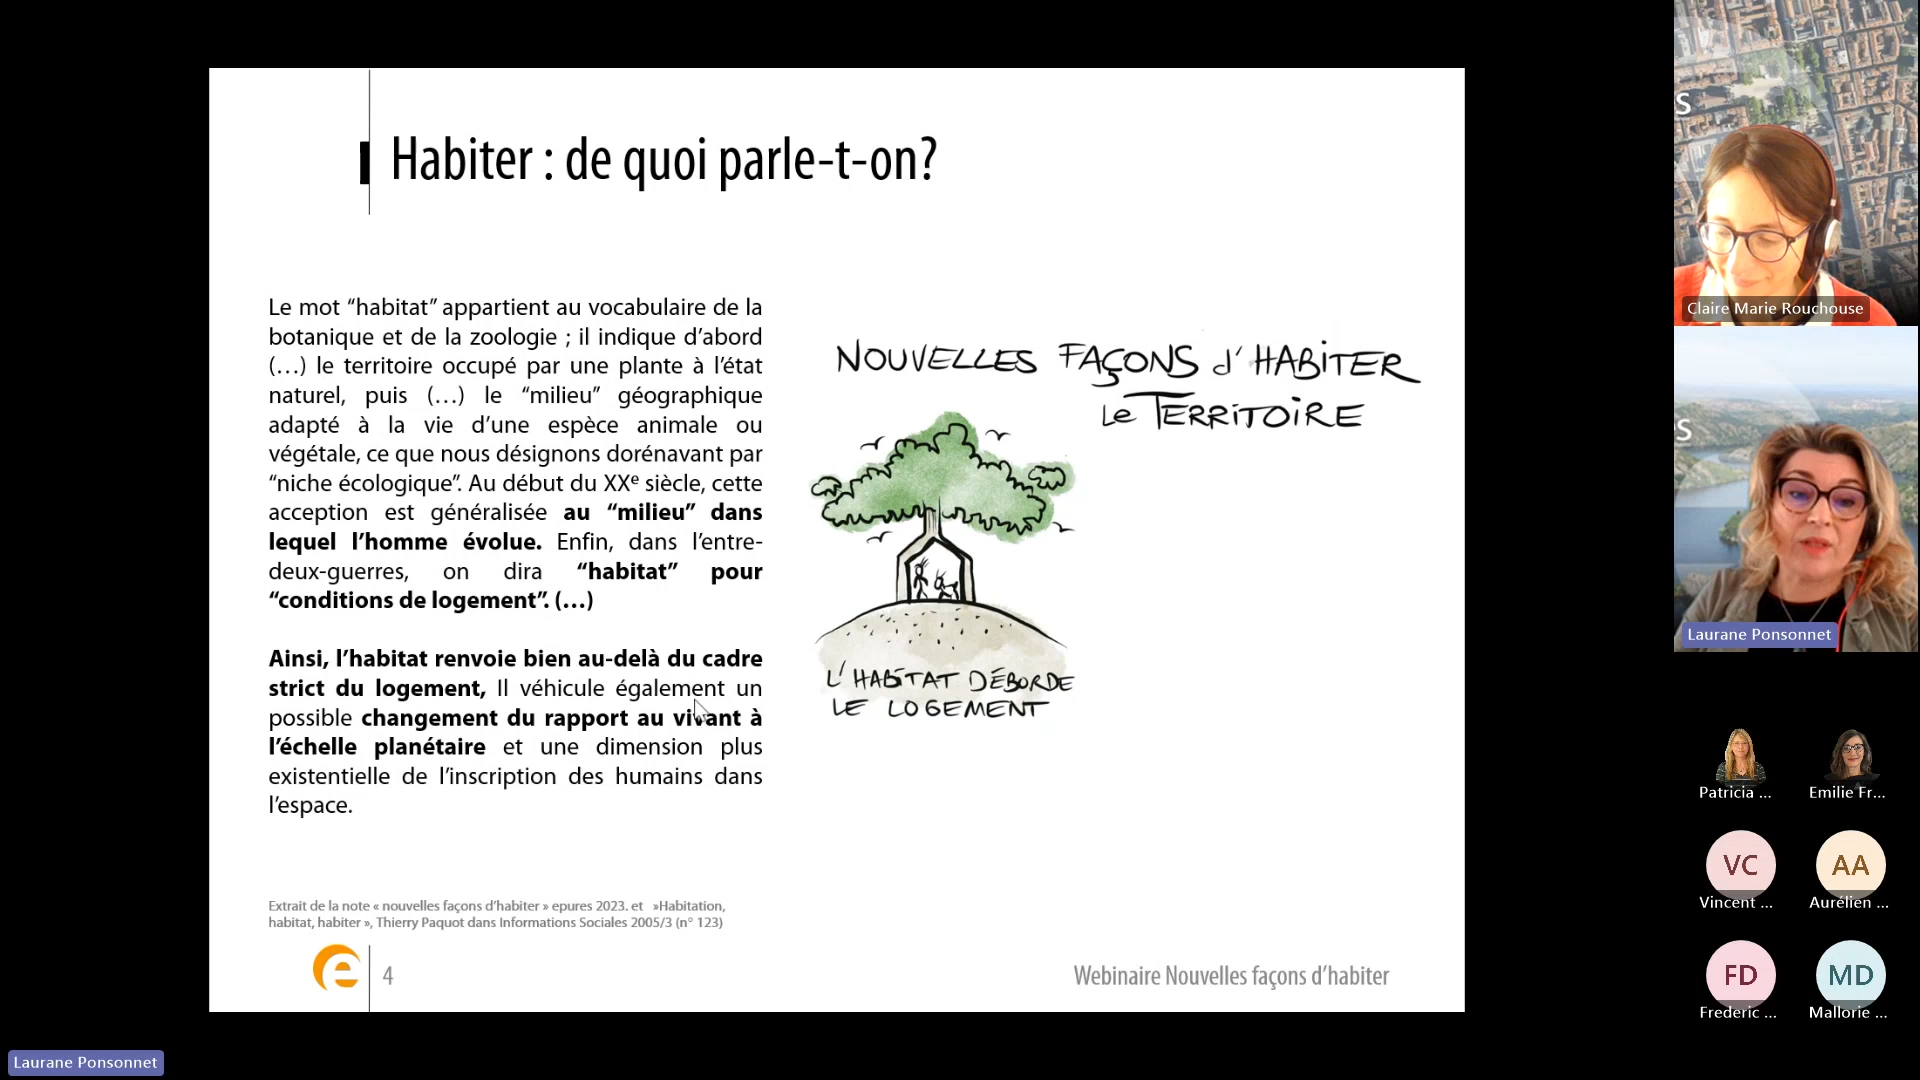 Habiter : de quoi parle-t-on?
Le mot “habitat” appartient au vocabulaire de la
botanique et de la zoologie ; il indique d’abord
(…) le territoire occupé par une plante à l’état
naturel, puis (…) le “milieu” géographique
adapté à la vie d’une espèce animale ou
végétale, ce que nous désignons dorénavant par
“niche écologique”. Au début du XXe siècle, cette
acception est généralisée au “milieu” dans
lequel l’homme évolue. Enfin, dans l’entre-
deux-guerres, on dira “habitat” pour
“conditions de logement”. (…)
Ainsi, l’habitat renvoie bien au-delà du cadre
strict du logement, Il véhicule également un
possible changement du rapport au vivant à
l’échelle planétaire et une dimension plus
existentielle de l’inscription des humains dans
l’espace.
NOUVELLES FAÇONS d’HABITER
Le TERRITOIRE
L’HABITAT DÉBORDE
LE LOGEMENT
Extrait de la note « nouvelles façons d’habiter » epures 2023. et »Habitation,
habitat, habiter », Thierry Paquot dans Informations Sociales 2005/3 (n° 123)
e
4
Webinaire Nouvelles façons d’habiter
S
Claire Marie Rouchouse
S
Laurane Ponsonnet
Patricia ...
Emilie Fr...
VC
AA
Vincent ...
Aurélien ...
FD
MD
Frederic ...
Mallorie ...
Laurane Ponsonnet